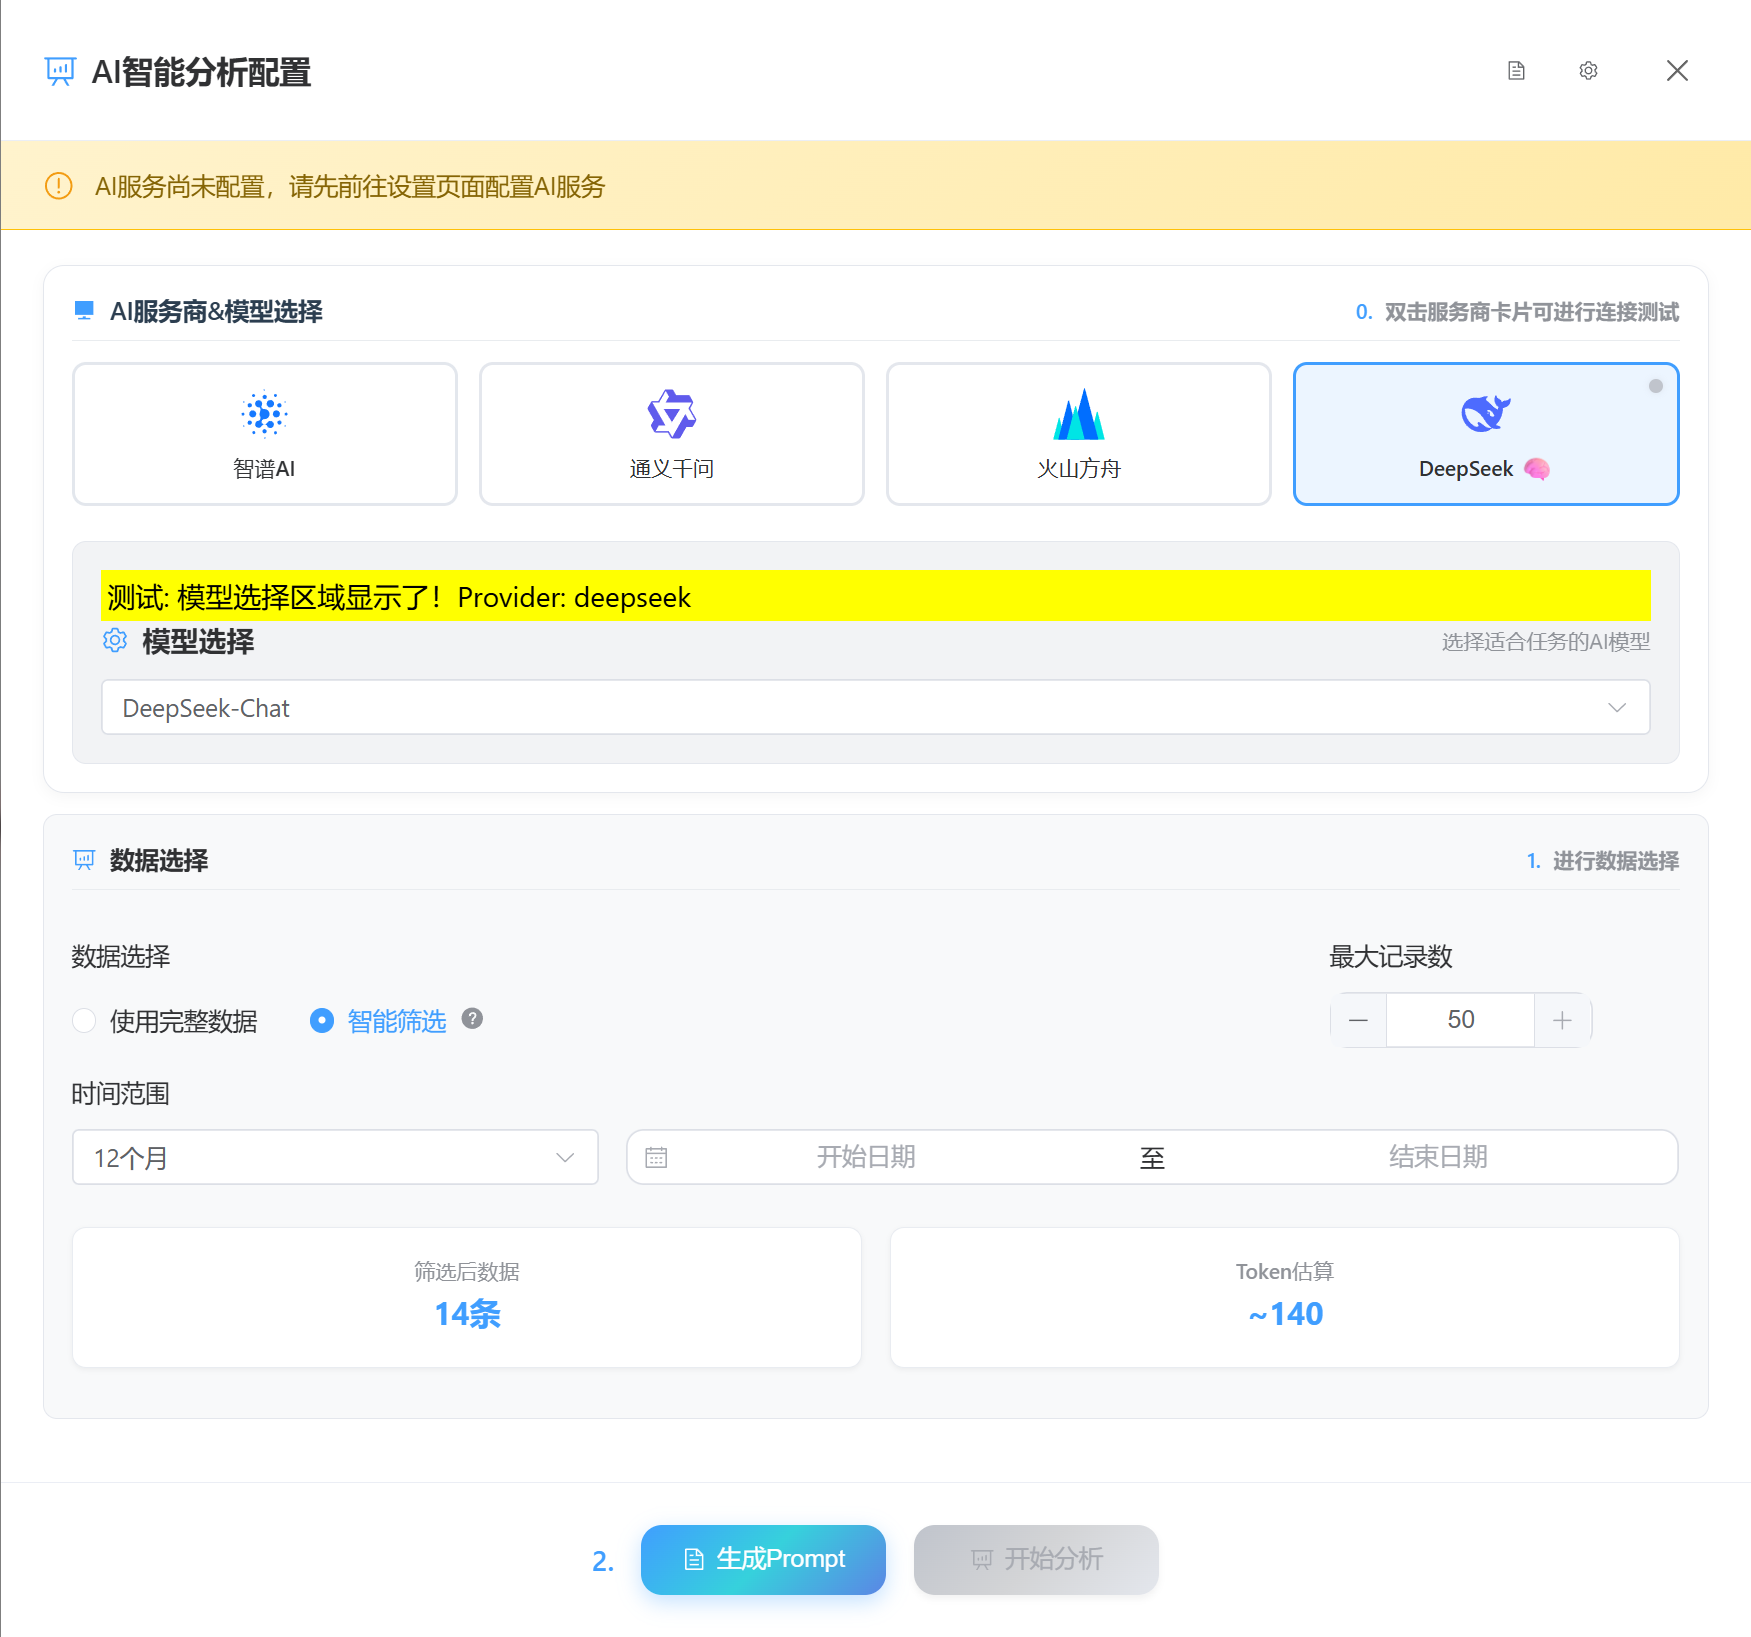 AI智能分析配置
AI服务尚未配置，请先前往设置页面配置AI服务
AI服务商&模型选择
0. 双击服务商卡片可进行连接测试
智谱AI
通义千问
火山方舟
DeepSeek
测试: 模型选择区域显示了！Provider: deepseek
模型选择
选择适合任务的AI模型
DeepSeek-Chat
数据选择
1. 进行数据选择
数据选择
最大记录数
使用完整数据
智能筛选
50
时间范围
12个月
开始日期 至 结束日期
筛选后数据
14条
Token估算
~140
2.
生成Prompt
开始分析